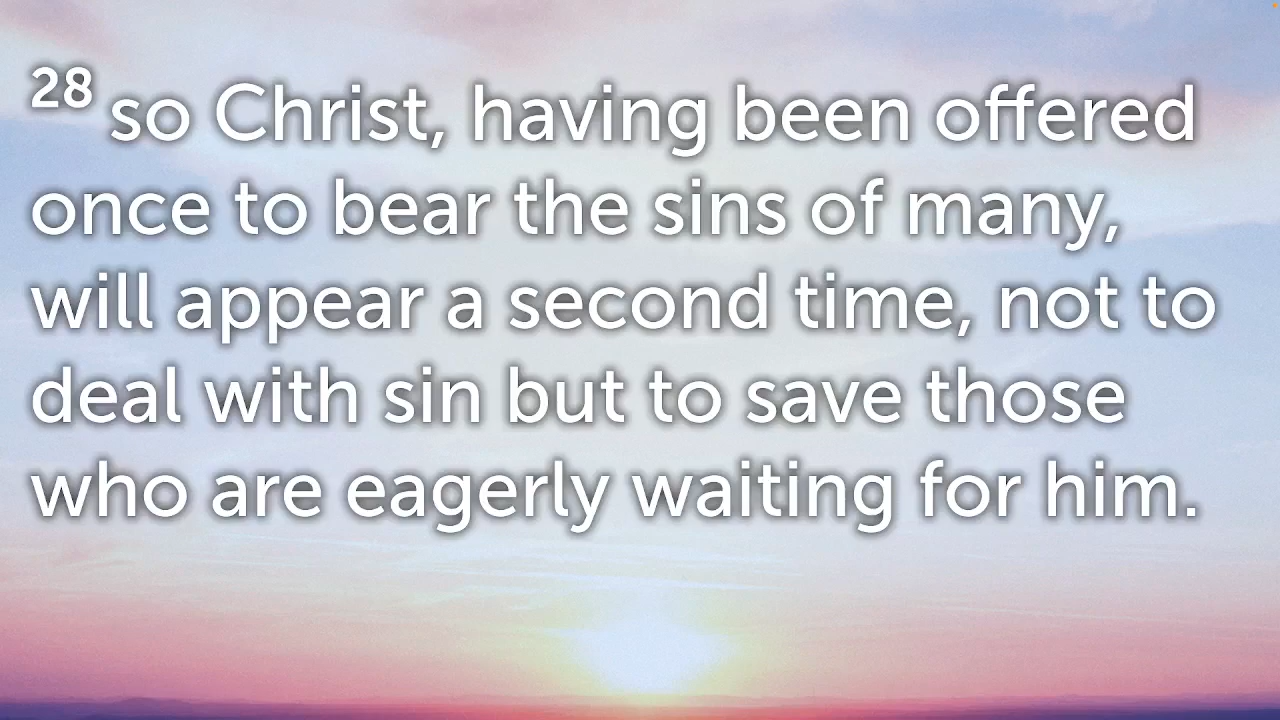 28 so Christ, having been offered
once to bear the sins of many,
will appear a second time, not to
deal with sin but to save those
who are eagerly waiting for him.